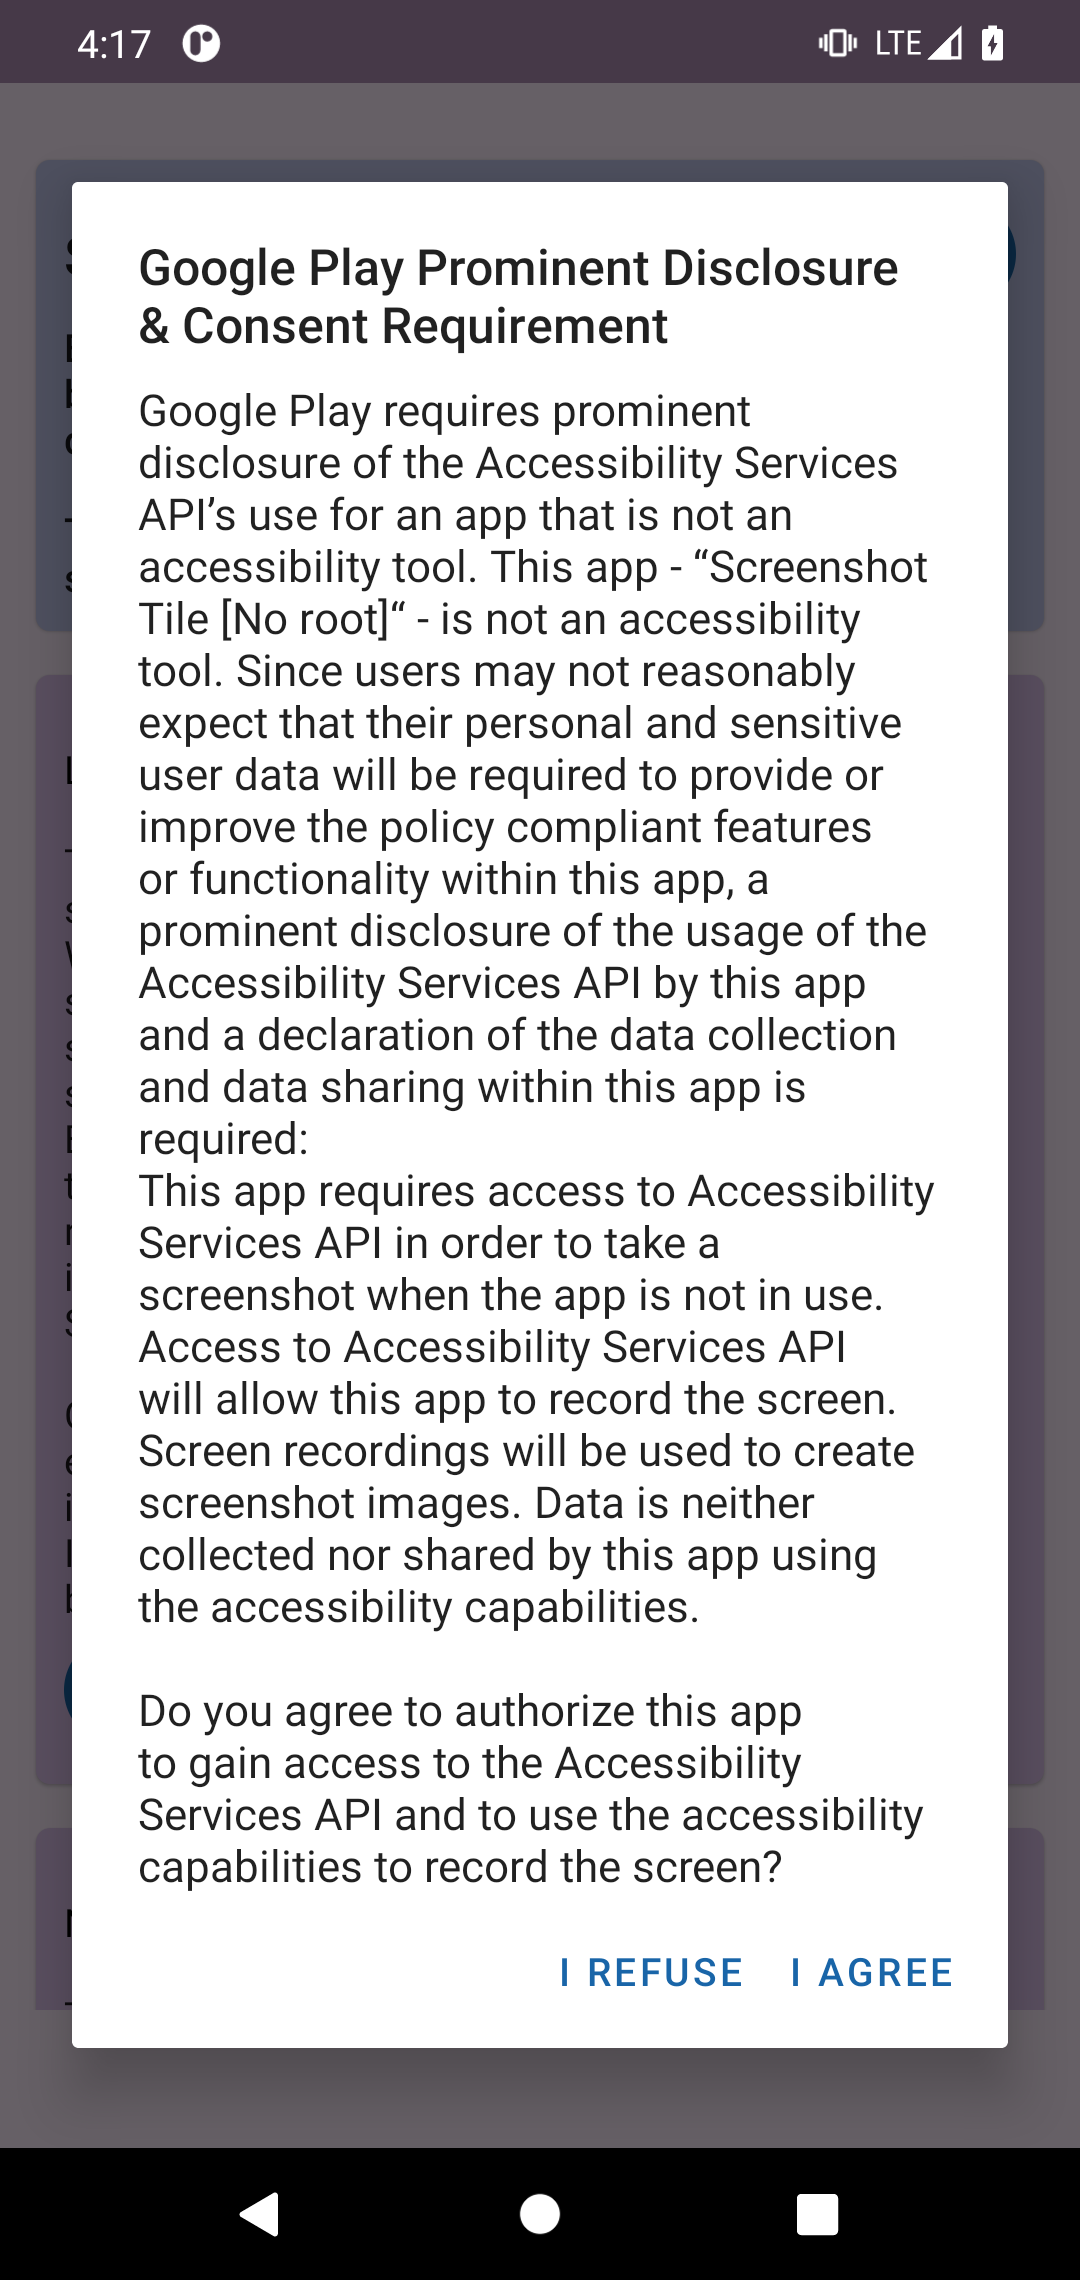 4:17
LTE
Google Play Prominent Disclosure
& Consent Requirement
Google Play requires prominent
disclosure of the Accessibility Services
API’s use for an app that is not an
accessibility tool. This app - “Screenshot
Tile [No root]“ - is not an accessibility
tool. Since users may not reasonably
expect that their personal and sensitive
user data will be required to provide or
improve the policy compliant features
or functionality within this app, a
prominent disclosure of the usage of the
Accessibility Services API by this app
and a declaration of the data collection
and data sharing within this app is
required:
This app requires access to Accessibility
Services API in order to take a
screenshot when the app is not in use.
Access to Accessibility Services API
will allow this app to record the screen.
Screen recordings will be used to create
screenshot images. Data is neither
collected nor shared by this app using
the accessibility capabilities.
Do you agree to authorize this app
to gain access to the Accessibility
Services API and to use the accessibility
capabilities to record the screen?
I REFUSE I AGREE